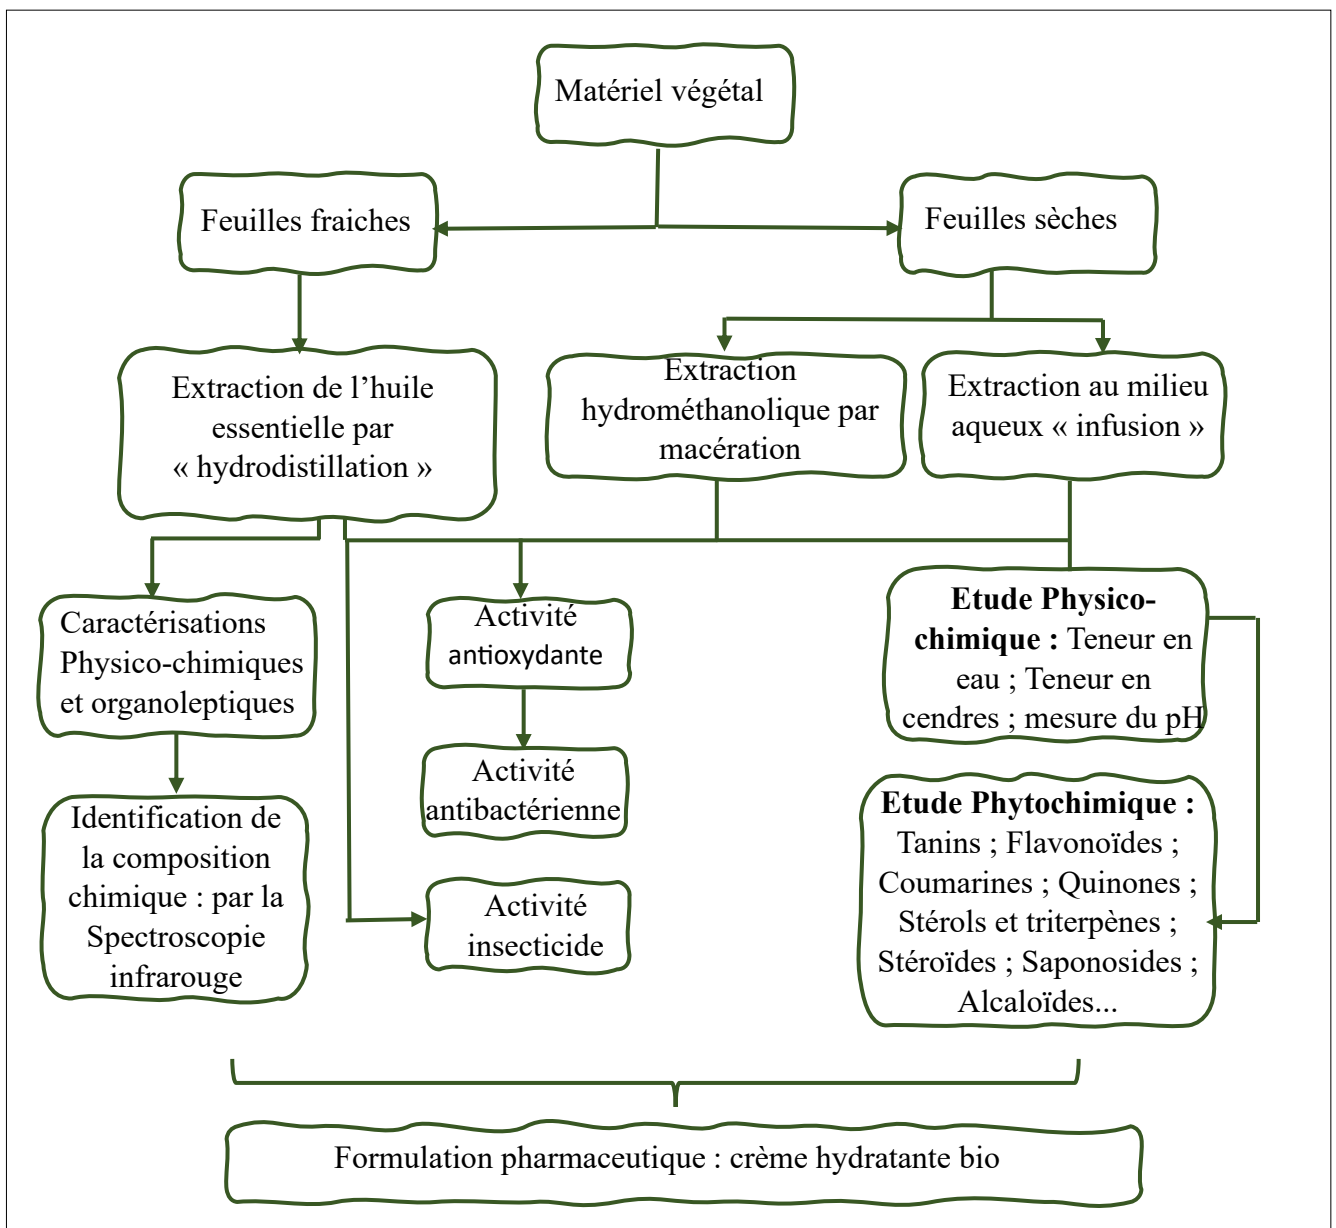 Matériel végétal
Feuilles fraiches
Feuilles sèches
Extraction de l’huile
essentielle par
« hydrodistillation »
Extraction
hydrométhanolique par
macération
Extraction au milieu
aqueux « infusion »
Caractérisations
Physico-chimiques
et organoleptiques
Activité
antioxydante
Etude Physico-
chimique : Teneur en
eau ; Teneur en
cendres ; mesure du pH
Activité
antibactérienne
Identification de
la composition
chimique : par la
Spectroscopie
infrarouge
Activité
insecticide
Etude Phytochimique :
Tanins ; Flavonoïdes ;
Coumarines ; Quinones ;
Stérols et triterpènes ;
Stéroïdes ; Saponosides ;
Alcaloïdes...
Formulation pharmaceutique : crème hydratante bio